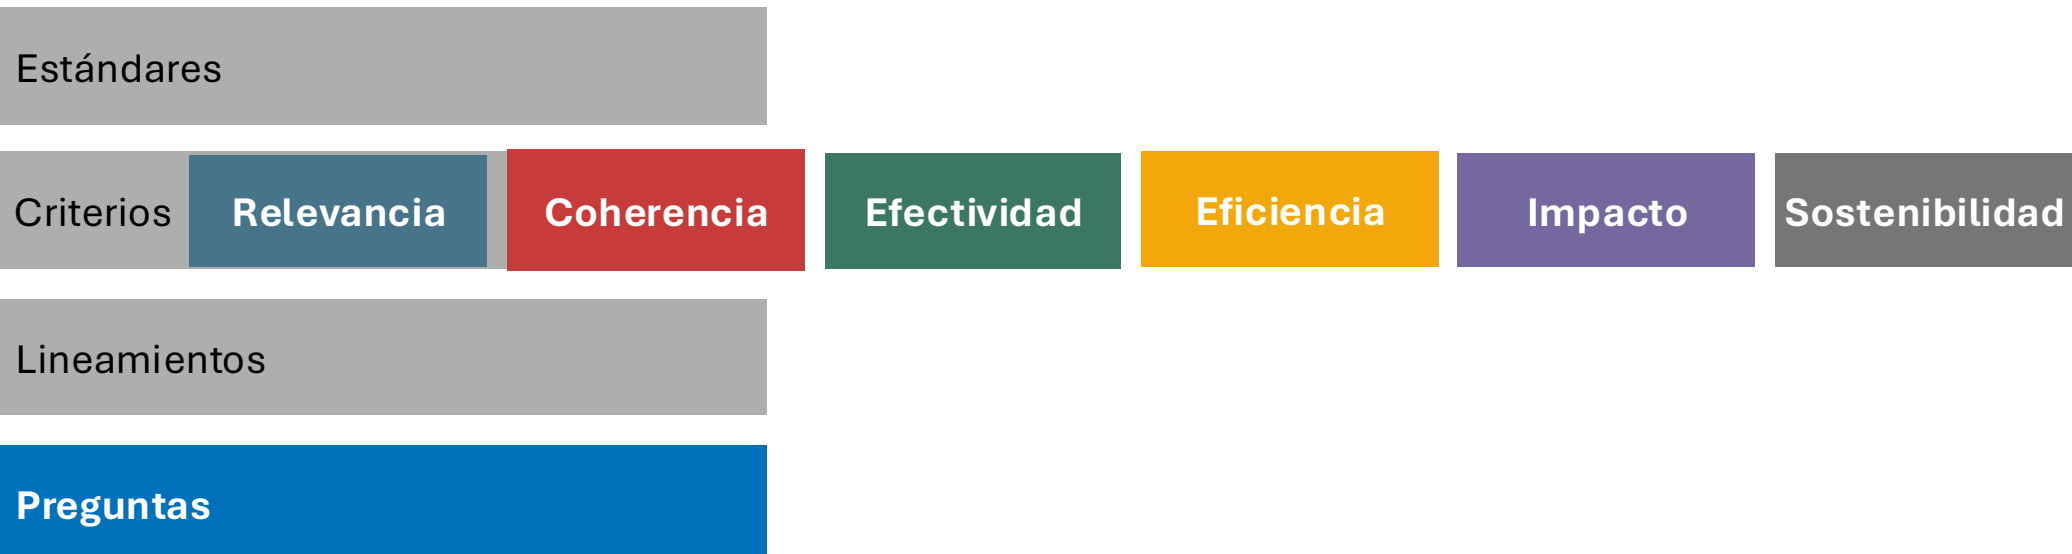 Estándares
Criterios Relevancia Coherencia Efectividad Eficiencia Impacto Sostenibilidad
Lineamientos
Preguntas